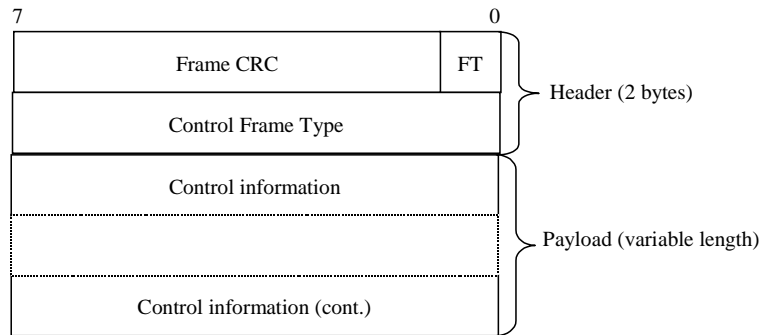 7 0
Frame CRC FT
Header (2 bytes)
Control Frame Type
Control information
Payload (variable length)
Control information (cont.)